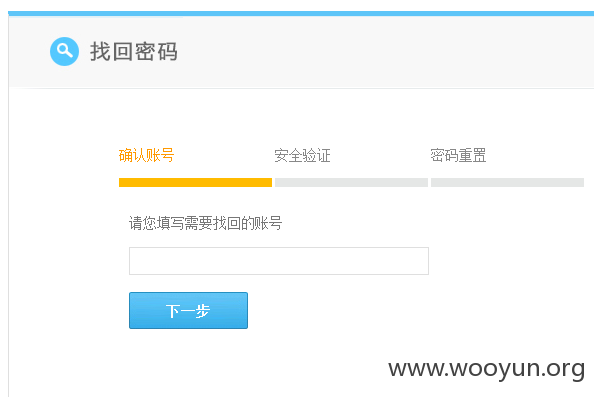 找回密码
确认账号 安全验证 密码重置
请您填写需要找回的账号
下一步
www.wooyun.org